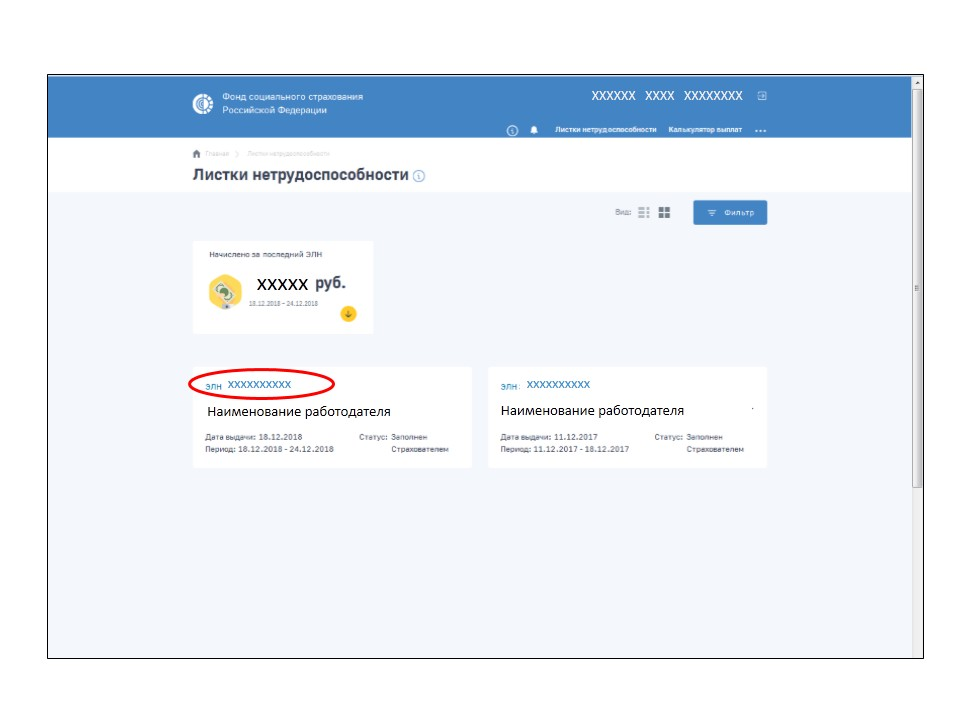 Фонд социального страхования
Российской Федерации
XXXXXX XXXX XXXXXXXX
Листки нетрудоспособности Калькулятор выплат ...
Главная Листки нетрудоспособности
Листки нетрудоспособности
Вид: Фильтр
Начислено за последний ЭЛН
XXXXX руб.
18.12.2018 – 24.12.2018
ЭЛН XXXXXXXXXX
Наименование работодателя
Дата выдачи: 18.12.2018 Статус: Заполнен
Период: 18.12.2018 - 24.12.2018 Страхователем
ЭЛН: XXXXXXXXXX
Наименование работодателя
Дата выдачи: 11.12.2017 Статус: Заполнен
Период: 11.12.2017 - 18.12.2017 Страхователем